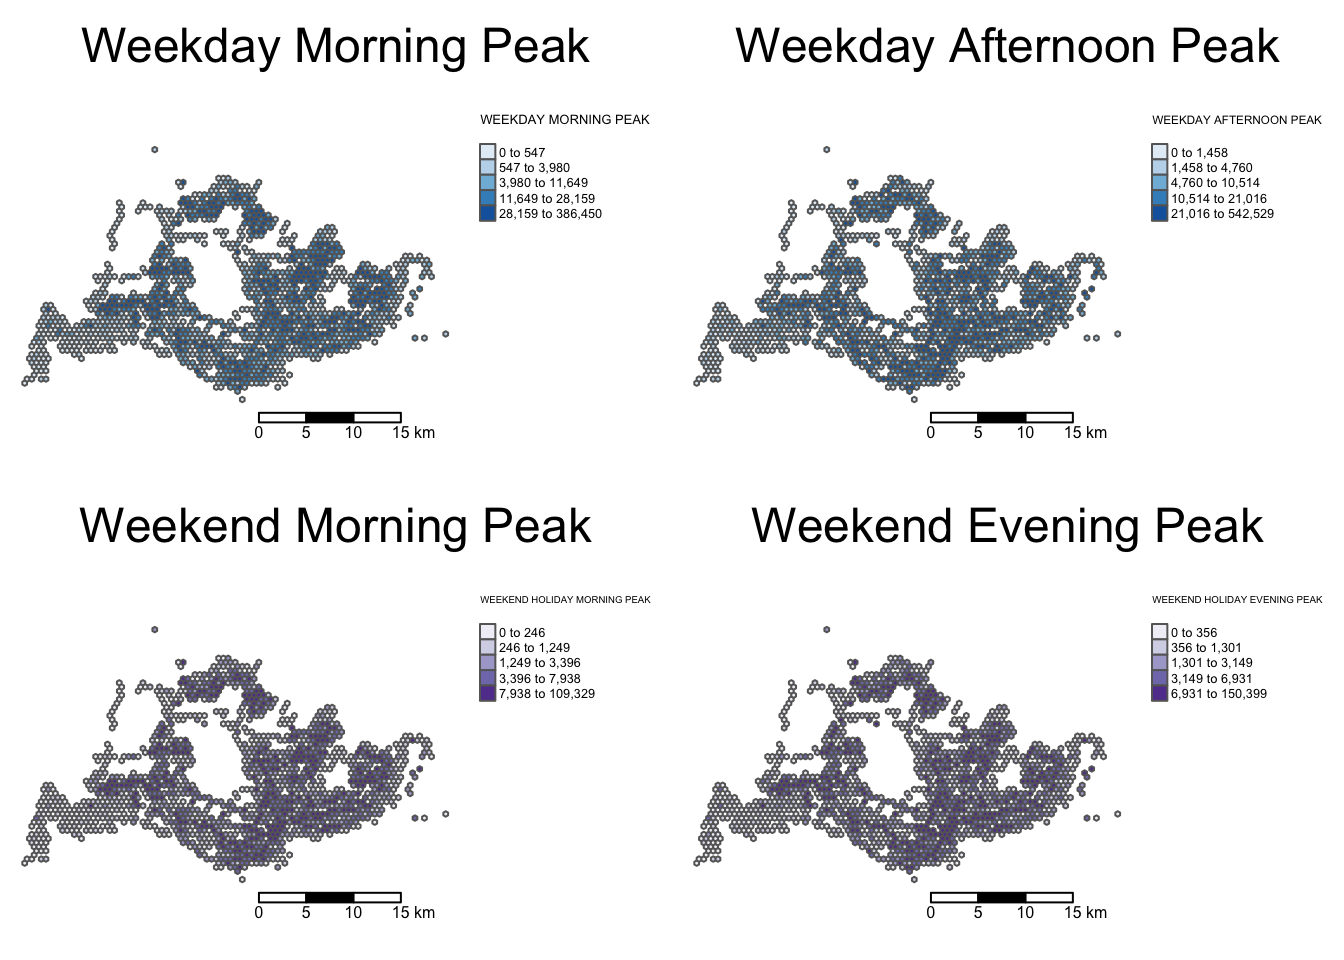 Weekday Morning Peak
WEEKDAY MORNING PEAK
0 to 547
547 to 3,980
3,980 to 11,649
11,649 to 28,159
28,159 to 386,450
0 5 10 15 km
Weekday Afternoon Peak
WEEKDAY AFTERNOON PEAK
0 to 1,458
1,458 to 4,760
4,760 to 10,514
10,514 to 21,016
21,016 to 542,529
0 5 10 15 km
Weekend Morning Peak
WEEKEND HOLIDAY MORNING PEAK
0 to 246
246 to 1,249
1,249 to 3,396
3,396 to 7,938
7,938 to 109,329
0 5 10 15 km
Weekend Evening Peak
WEEKEND HOLIDAY EVENING PEAK
0 to 356
356 to 1,301
1,301 to 3,149
3,149 to 6,931
6,931 to 150,399
0 5 10 15 km